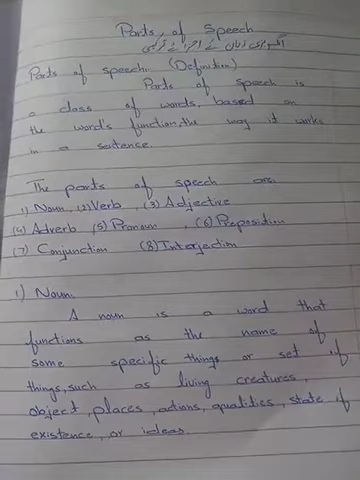 Parts of Speech
انگریزی زبان کے اجزائے ترکیبی
Parts of speech. (Definition)
Parts of speech is
a class of words, based on
the word's function, the way it works
in a sentence.
The parts of speech are:
1) Noun, (2) Verb, (3) Adjective
(4) Adverb (5) Pronoun, (6) Preposition
(7) Conjunction (8) Interjection
1) Noun.
A noun is a word that
functions as the name of
some specific things or set of
things, such as living creatures,
object, places, actions, qualities, state of
existence, or ideas.